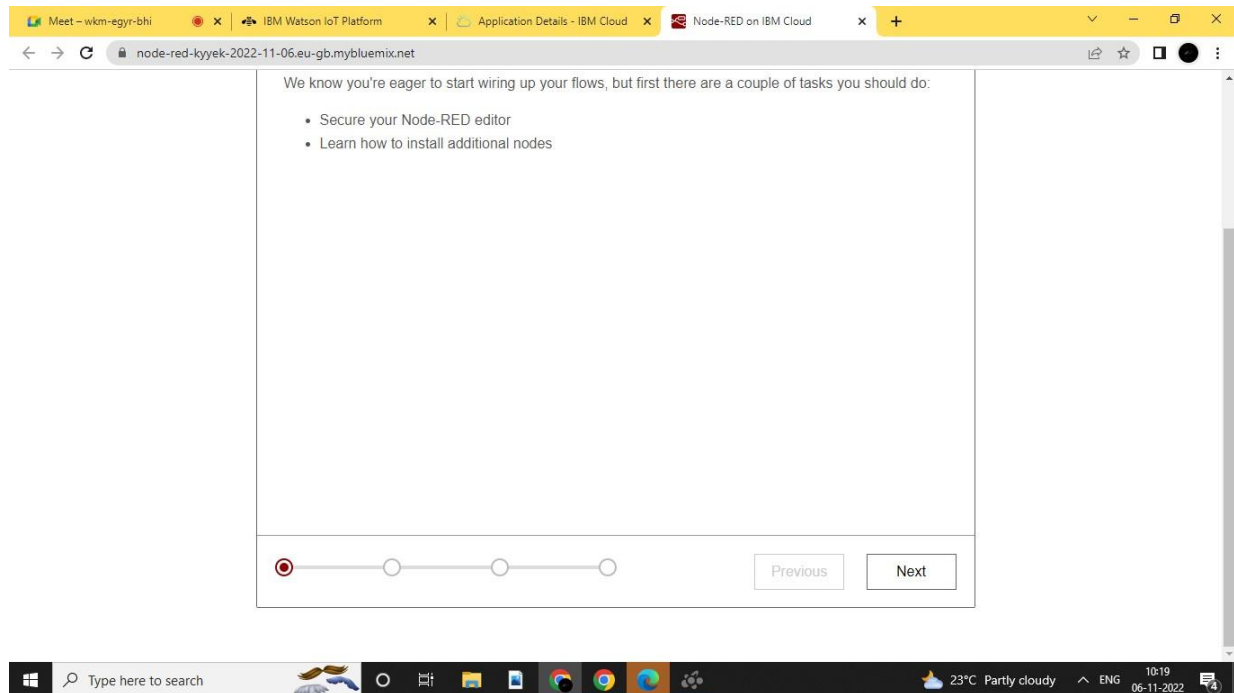 Meet – wkm-egyr-bhi
IBM Watson IoT Platform
Application Details - IBM Cloud
Node-RED on IBM Cloud
node-red-kyyek-2022-11-06.eu-gb.mybluemix.net
We know you're eager to start wiring up your flows, but first there are a couple of tasks you should do:
• Secure your Node-RED editor
• Learn how to install additional nodes
Previous
Next
Type here to search
23°C Partly cloudy
ENG
10:19
06-11-2022
4